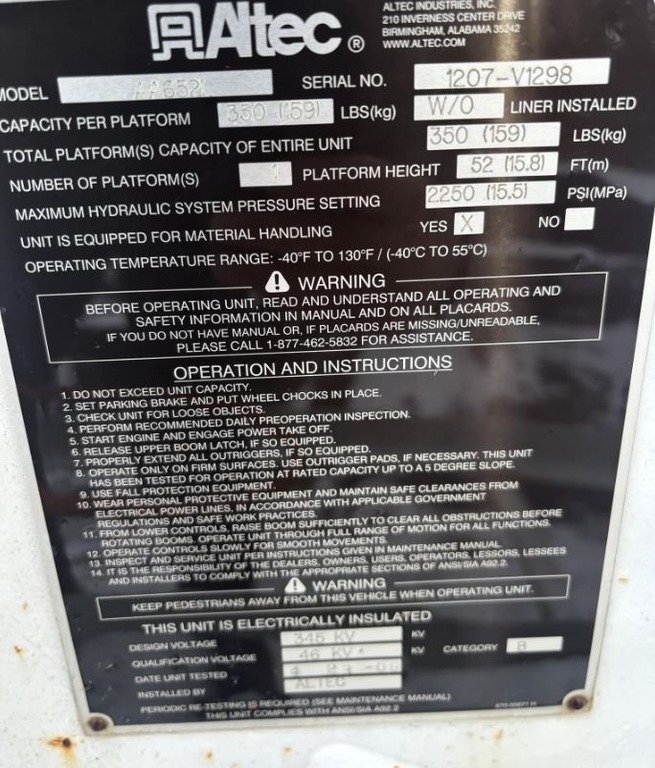 Altec®
ALTEC INDUSTRIES, INC.
210 INVERNESS CENTER DRIVE
BIRMINGHAM, ALABAMA 35242
WWW.ALTEC.COM
MODEL SERIAL NO. 1207-V1298
CAPACITY PER PLATFORM 350 (159) LBS(kg) W/O LINER INSTALLED
TOTAL PLATFORM(S) CAPACITY OF ENTIRE UNIT 350 (159) LBS(kg)
NUMBER OF PLATFORM(S) 1 PLATFORM HEIGHT 52 (15.8) FT(m)
MAXIMUM HYDRAULIC SYSTEM PRESSURE SETTING 2250 (15.5) PSI(MPa)
UNIT IS EQUIPPED FOR MATERIAL HANDLING YES X NO
OPERATING TEMPERATURE RANGE: -40°F TO 130°F / (-40°C TO 55°C)
WARNING
BEFORE OPERATING UNIT, READ AND UNDERSTAND ALL OPERATING AND
SAFETY INFORMATION IN MANUAL AND ON ALL PLACARDS.
IF YOU DO NOT HAVE MANUAL OR, IF PLACARDS ARE MISSING/UNREADABLE,
PLEASE CALL 1-877-462-5832 FOR ASSISTANCE.
OPERATION AND INSTRUCTIONS
1. DO NOT EXCEED UNIT CAPACITY.
2. SET PARKING BRAKE AND PUT WHEEL CHOCKS IN PLACE.
3. CHECK UNIT FOR LOOSE OBJECTS.
4. PERFORM RECOMMENDED DAILY PREOPERATION INSPECTION.
5. START ENGINE AND ENGAGE POWER TAKE OFF.
6. RELEASE UPPER BOOM LATCH, IF SO EQUIPPED.
7. PROPERLY EXTEND ALL OUTRIGGERS, IF SO EQUIPPED.
8. OPERATE ONLY ON FIRM SURFACES. USE OUTRIGGER PADS, IF NECESSARY. THIS UNIT
HAS BEEN TESTED FOR OPERATION AT RATED CAPACITY UP TO A 5 DEGREE SLOPE.
9. USE FALL PROTECTION EQUIPMENT.
10. WEAR PERSONAL PROTECTIVE EQUIPMENT AND MAINTAIN SAFE CLEARANCES FROM
ELECTRICAL POWER LINES, IN ACCORDANCE WITH APPLICABLE GOVERNMENT
REGULATIONS AND SAFE WORK PRACTICES.
11. FROM LOWER CONTROLS, RAISE BOOM SUFFICIENTLY TO CLEAR ALL OBSTRUCTIONS BEFORE
ROTATING BOOMS. OPERATE UNIT THROUGH FULL RANGE OF MOTION FOR ALL FUNCTIONS.
12. OPERATE CONTROLS SLOWLY FOR SMOOTH MOVEMENTS.
13. INSPECT AND SERVICE UNIT PER INSTRUCTIONS GIVEN IN MAINTENANCE MANUAL.
14. IT IS THE RESPONSIBILITY OF THE DEALERS, OWNERS, USERS, OPERATORS, LESSORS, LESSEES
AND INSTALLERS TO COMPLY WITH THE APPROPRIATE SECTIONS OF ANSI/SIA A92.2.
WARNING
KEEP PEDESTRIANS AWAY FROM THIS VEHICLE WHEN OPERATING UNIT.
THIS UNIT IS ELECTRICALLY INSULATED
DESIGN VOLTAGE 345 KV KV
QUALIFICATION VOLTAGE 46 KV KV CATEGORY B
DATE UNIT TESTED
INSTALLED BY ALTEC
PERIODIC RE-TESTING IS REQUIRED (SEE MAINTENANCE MANUAL)
THIS UNIT COMPLIES WITH ANSI/SIA A92.2